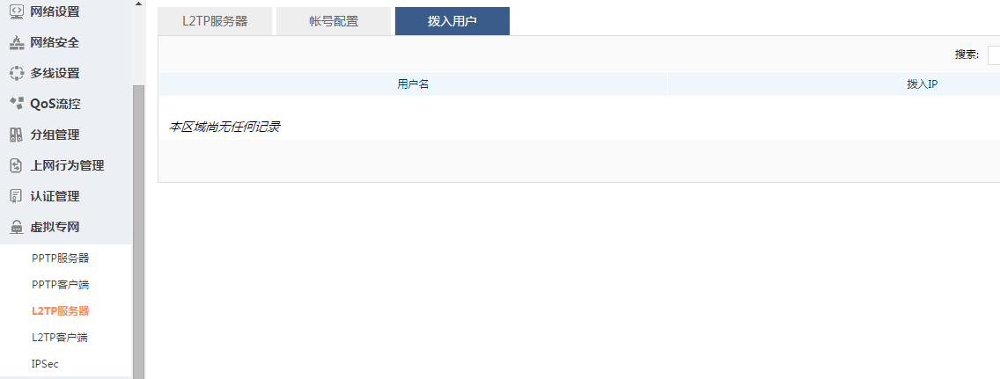 网络设置
网络安全
多线设置
QoS流控
分组管理
上网行为管理
认证管理
虚拟专网
PPTP服务器
PPTP客户端
L2TP服务器
L2TP客户端
IPSec
L2TP服务器 帐号配置 拨入用户
搜索:
用户名 拨入IP
本区域尚无任何记录